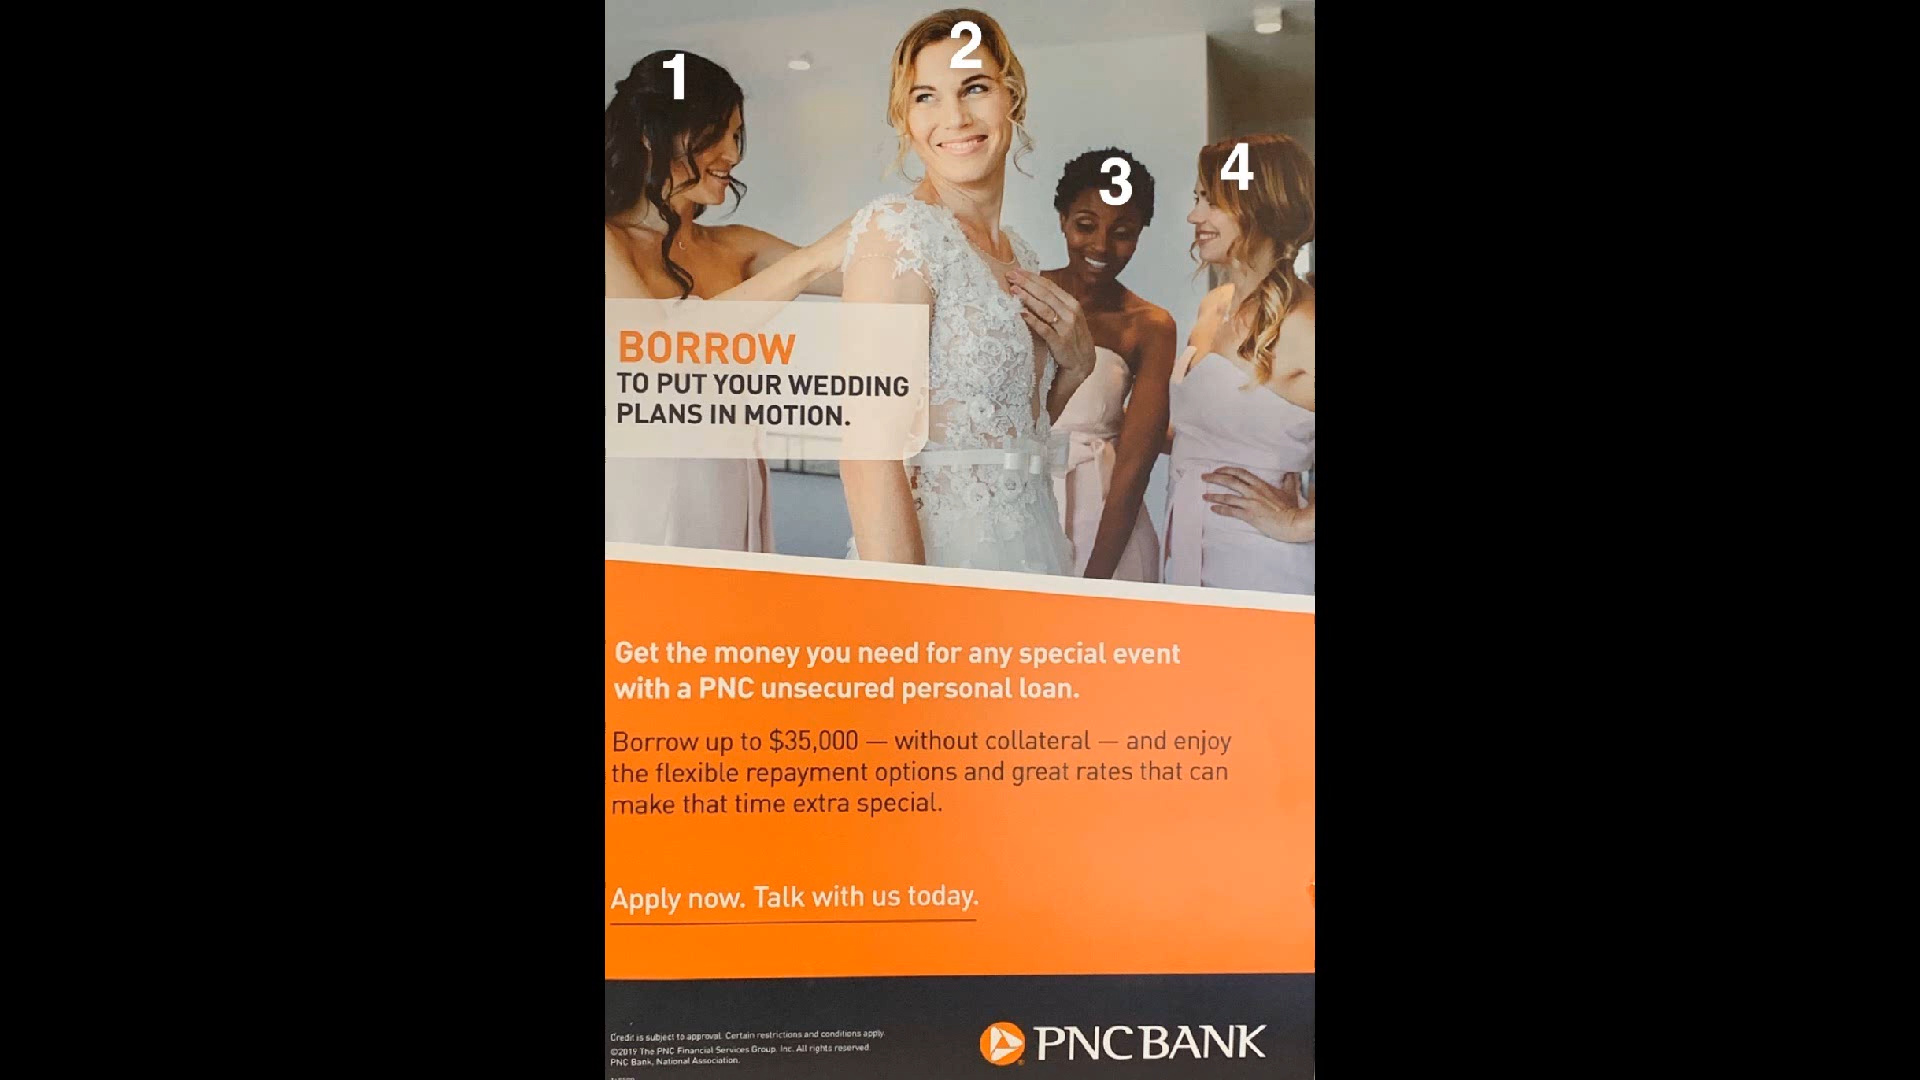 1
2
3
4
BORROW
TO PUT YOUR WEDDING
PLANS IN MOTION.
Get the money you need for any special event
with a PNC unsecured personal loan.
Borrow up to $35,000 — without collateral — and enjoy
the flexible repayment options and great rates that can
make that time extra special.
Apply now. Talk with us today.
Credit is subject to approval. Certain restrictions and conditions apply.
©2019 The PNC Financial Services Group, Inc. All rights reserved.
PNC Bank, National Association.
PNC BANK